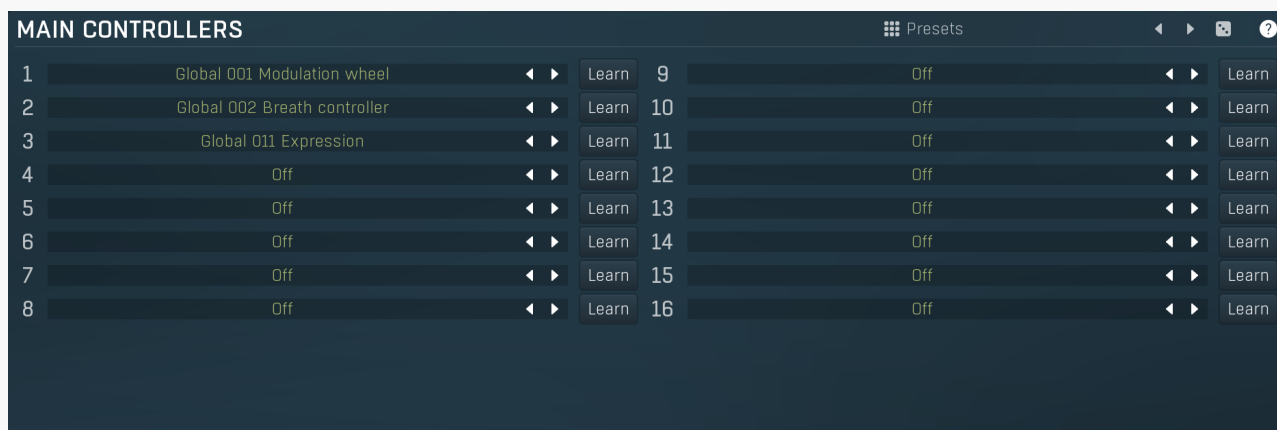 MAIN CONTROLLERS Presets ?
1 Global 001 Modulation wheel Learn 9 Off Learn
2 Global 002 Breath controller Learn 10 Off Learn
3 Global 011 Expression Learn 11 Off Learn
4 Off Learn 12 Off Learn
5 Off Learn 13 Off Learn
6 Off Learn 14 Off Learn
7 Off Learn 15 Off Learn
8 Off Learn 16 Off Learn